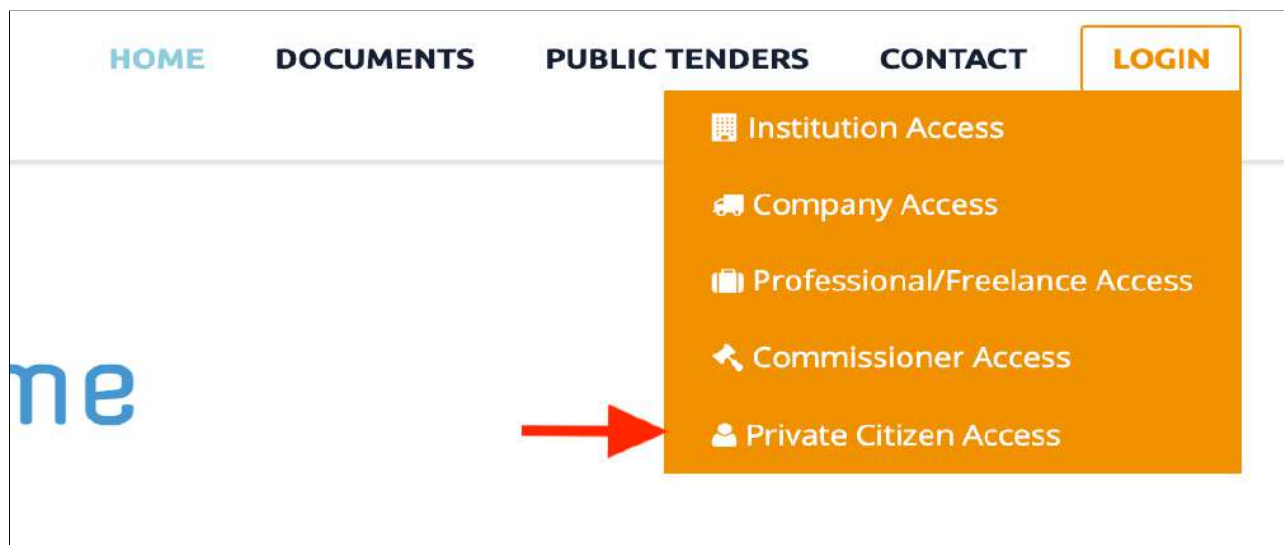 HOME DOCUMENTS PUBLIC TENDERS CONTACT LOGIN
Institution Access
Company Access
Professional/Freelance Access
Commissioner Access
me
Private Citizen Access